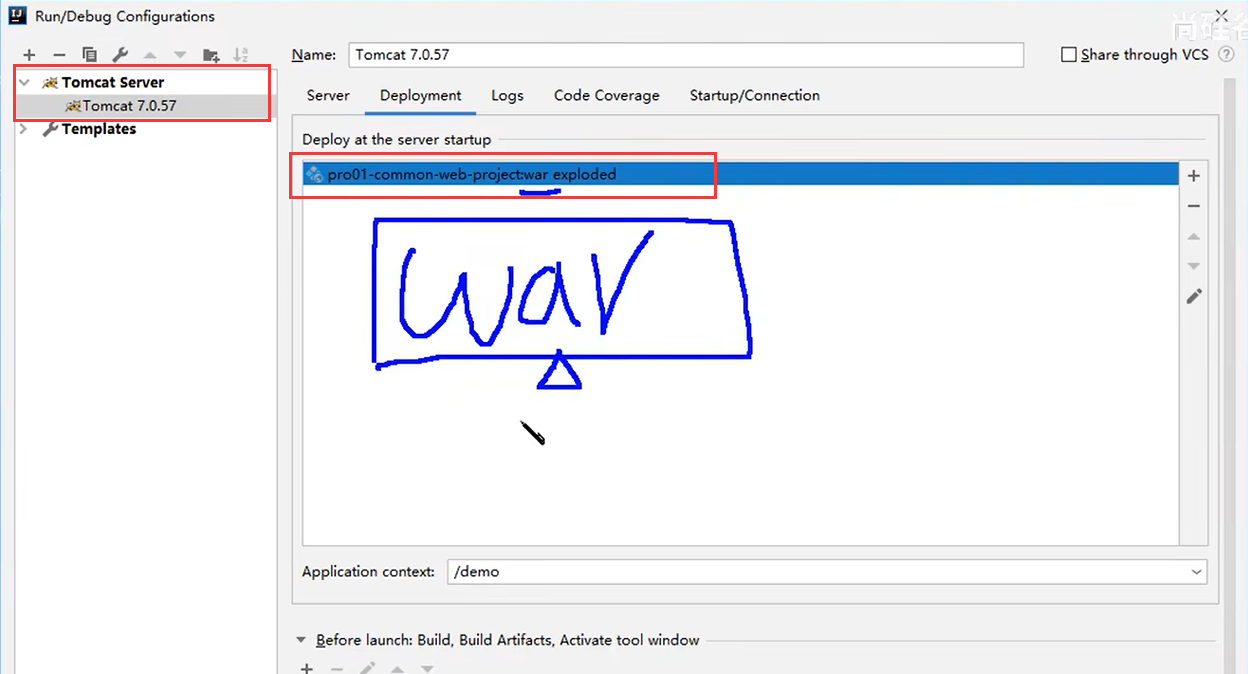 Run/Debug Configurations
尚硅谷
Name: Tomcat 7.0.57 Share through VCS ?
Tomcat Server
Tomcat 7.0.57
Templates
Server Deployment Logs Code Coverage Startup/Connection
Deploy at the server startup
pro01-common-web-project:war exploded
war
Application context: /demo
Before launch: Build, Build Artifacts, Activate tool window